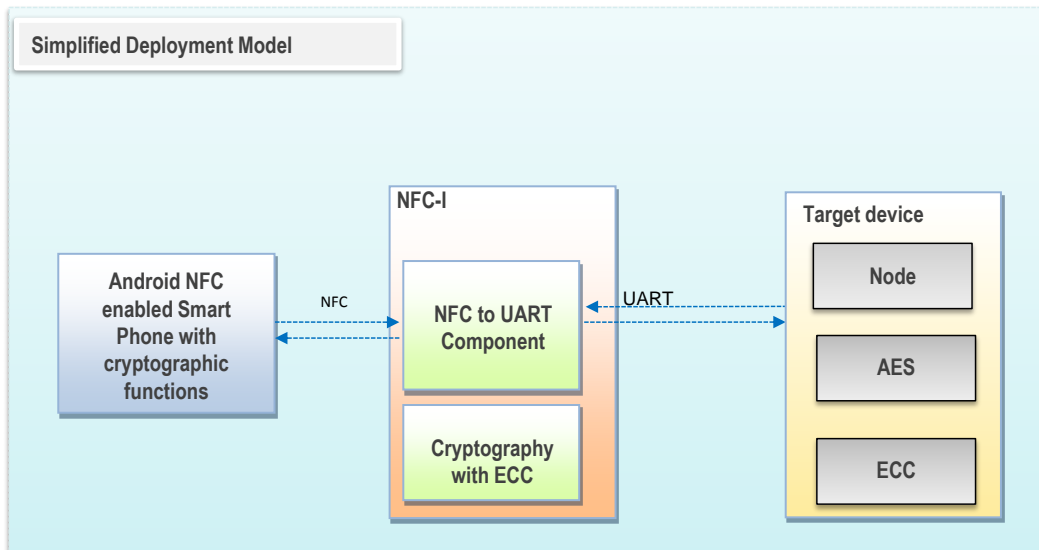 Simplified Deployment Model
NFC-I
Target device
Android NFC
enabled Smart
Phone with
cryptographic
functions
NFC
NFC to UART
Component
UART
Node
AES
Cryptography
with ECC
ECC